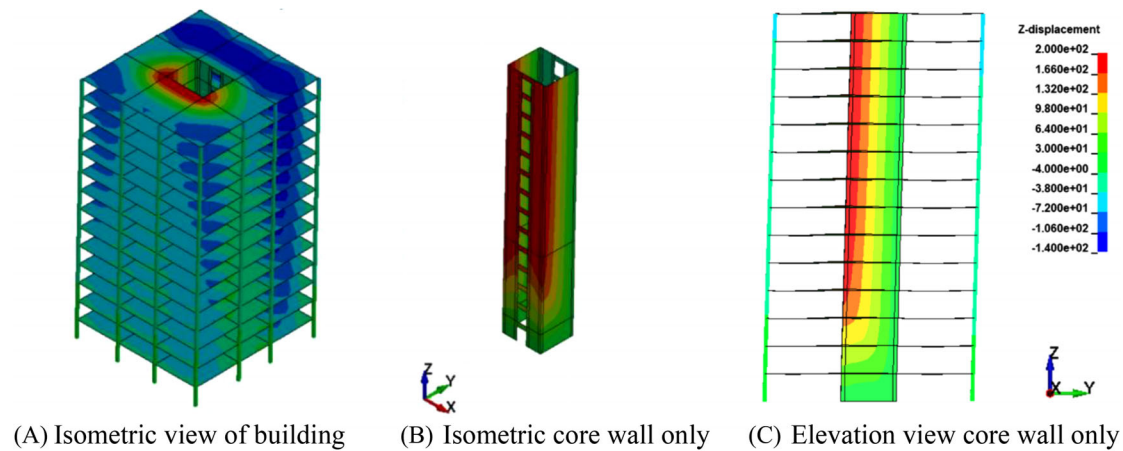 Z-displacement
2.000e+02
1.660e+02
1.320e+02
9.800e+01
6.400e+01
3.000e+01
-4.000e+00
-3.800e+01
-7.200e+01
-1.060e+02
-1.400e+02
Z
Y
X
Z
X
Y
(A) Isometric view of building
(B) Isometric core wall only
(C) Elevation view core wall only